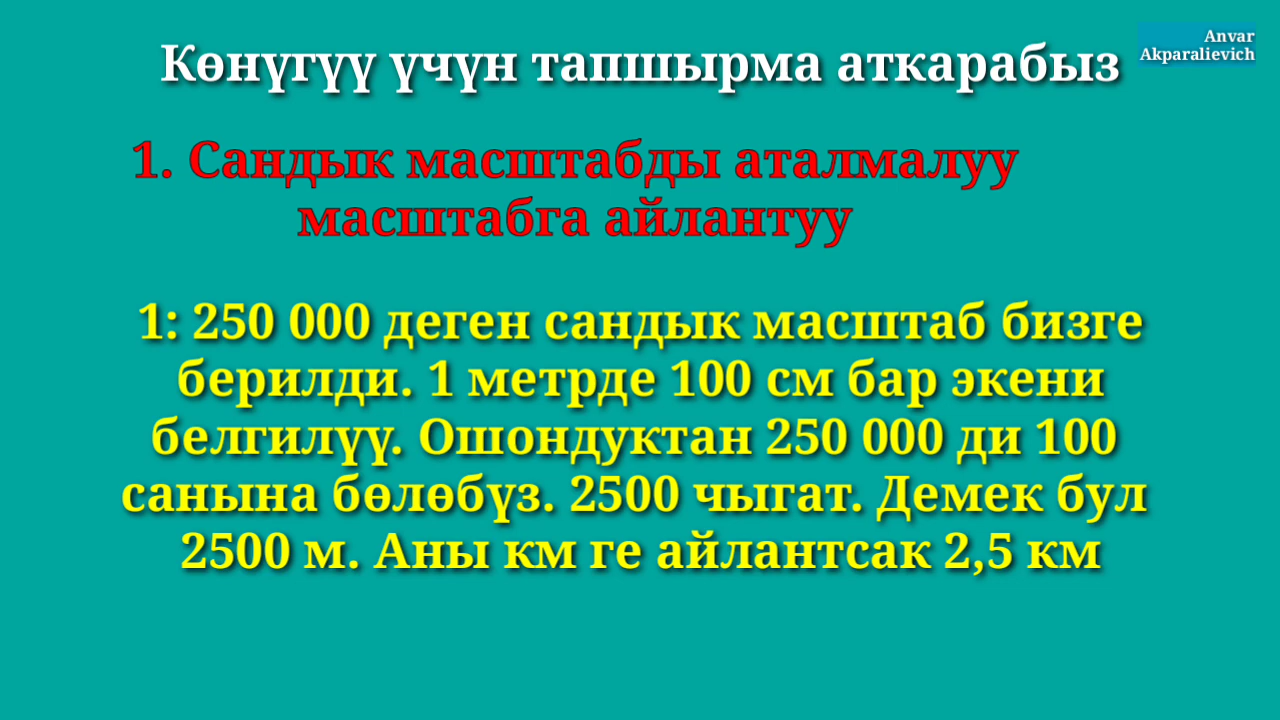 Көнүгүү үчүн тапшырма аткарабыз
Anvar
Akparalievich
1. Сандык масштабды аталмалуу
масштабга айлантуу
1: 250 000 деген сандык масштаб бизге
берилди. 1 метрде 100 см бар экени
белгилүү. Ошондуктан 250 000 ди 100
санына бөлөбүз. 2500 чыгат. Демек бул
2500 м. Аны км ге айлантсак 2,5 км